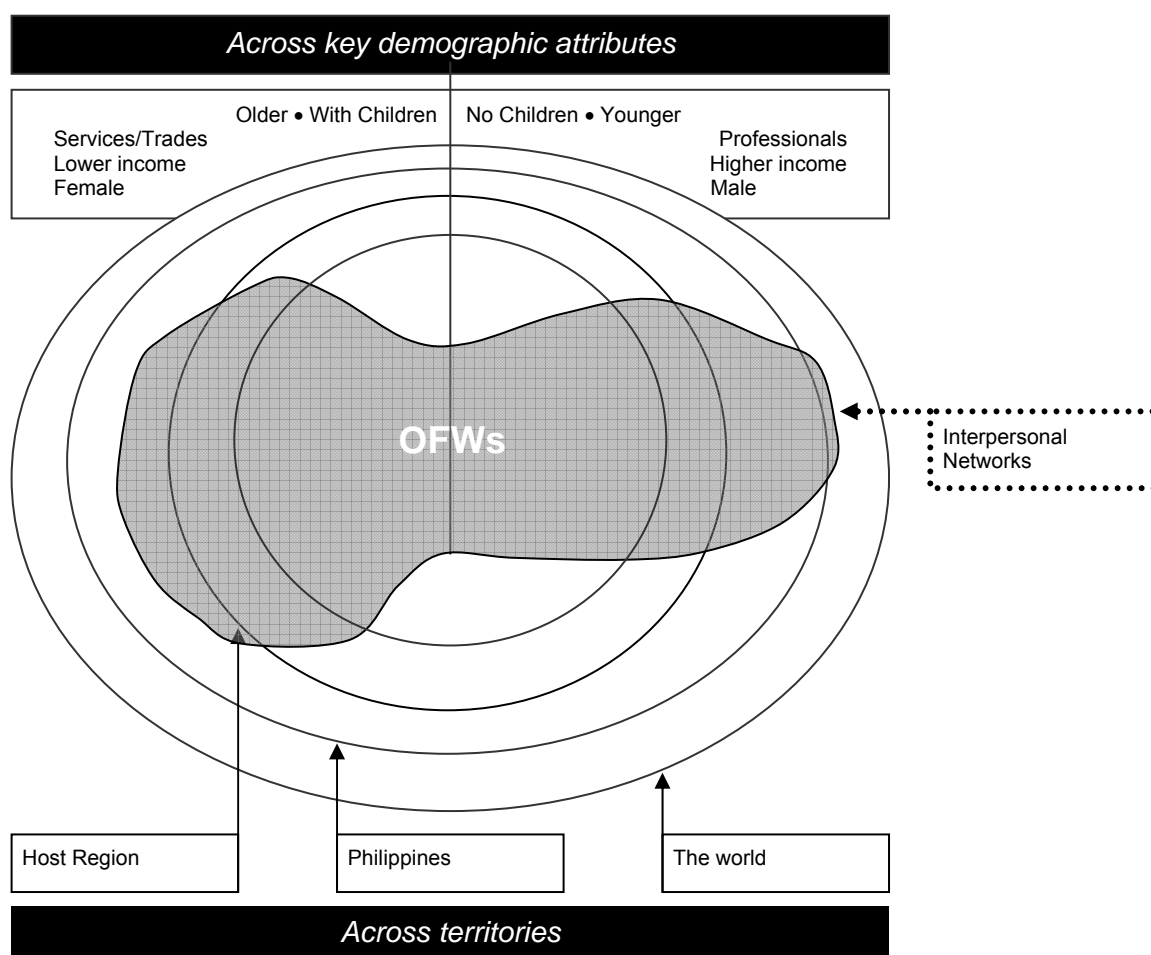 Across key demographic attributes
Older • With Children No Children • Younger
Services/Trades
Lower income
Female
Professionals
Higher income
Male
OFWs
Interpersonal
Networks
Host Region
Philippines
The world
Across territories